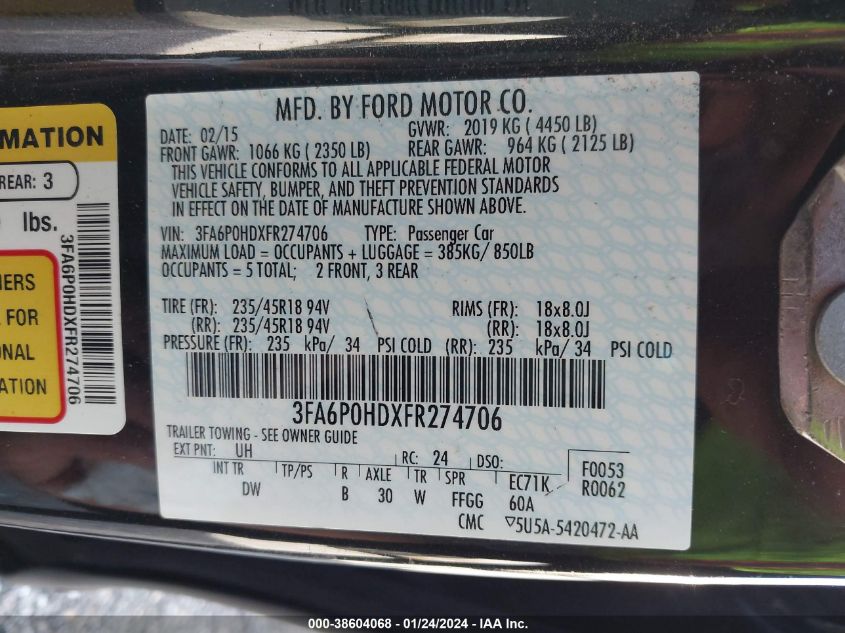 MFD. BY FORD MOTOR CO.
DATE: 02/15 GVWR: 2019 KG ( 4450 LB)
FRONT GAWR: 1066 KG ( 2350 LB) REAR GAWR: 964 KG ( 2125 LB)
THIS VEHICLE CONFORMS TO ALL APPLICABLE FEDERAL MOTOR
VEHICLE SAFETY, BUMPER, AND THEFT PREVENTION STANDARDS
IN EFFECT ON THE DATE OF MANUFACTURE SHOWN ABOVE.
VIN: 3FA6P0HDXFR274706 TYPE: Passenger Car
MAXIMUM LOAD = OCCUPANTS + LUGGAGE = 385KG/ 850LB
OCCUPANTS = 5 TOTAL; 2 FRONT, 3 REAR
TIRE (FR): 235/45R18 94V RIMS (FR): 18x8.0J
(RR): 235/45R18 94V (RR): 18x8.0J
PRESSURE (FR): 235 kPa/ 34 PSI COLD (RR): 235 kPa/ 34 PSI COLD
3FA6P0HDXFR274706
TRAILER TOWING - SEE OWNER GUIDE
EXT PNT: UH RC: 24 DSO: F0053
INT TR TP/PS R AXLE TR SPR EC71K R0062
DW B 30 W FFGG 60A
CMC ▽5U5A-5420472-AA
MATION
REAR: 3
lbs.
3FA6P0HDXFR274706
IERS
FOR
ONAL
ATION
000-38604068 - 01/24/2024 - IAA Inc.